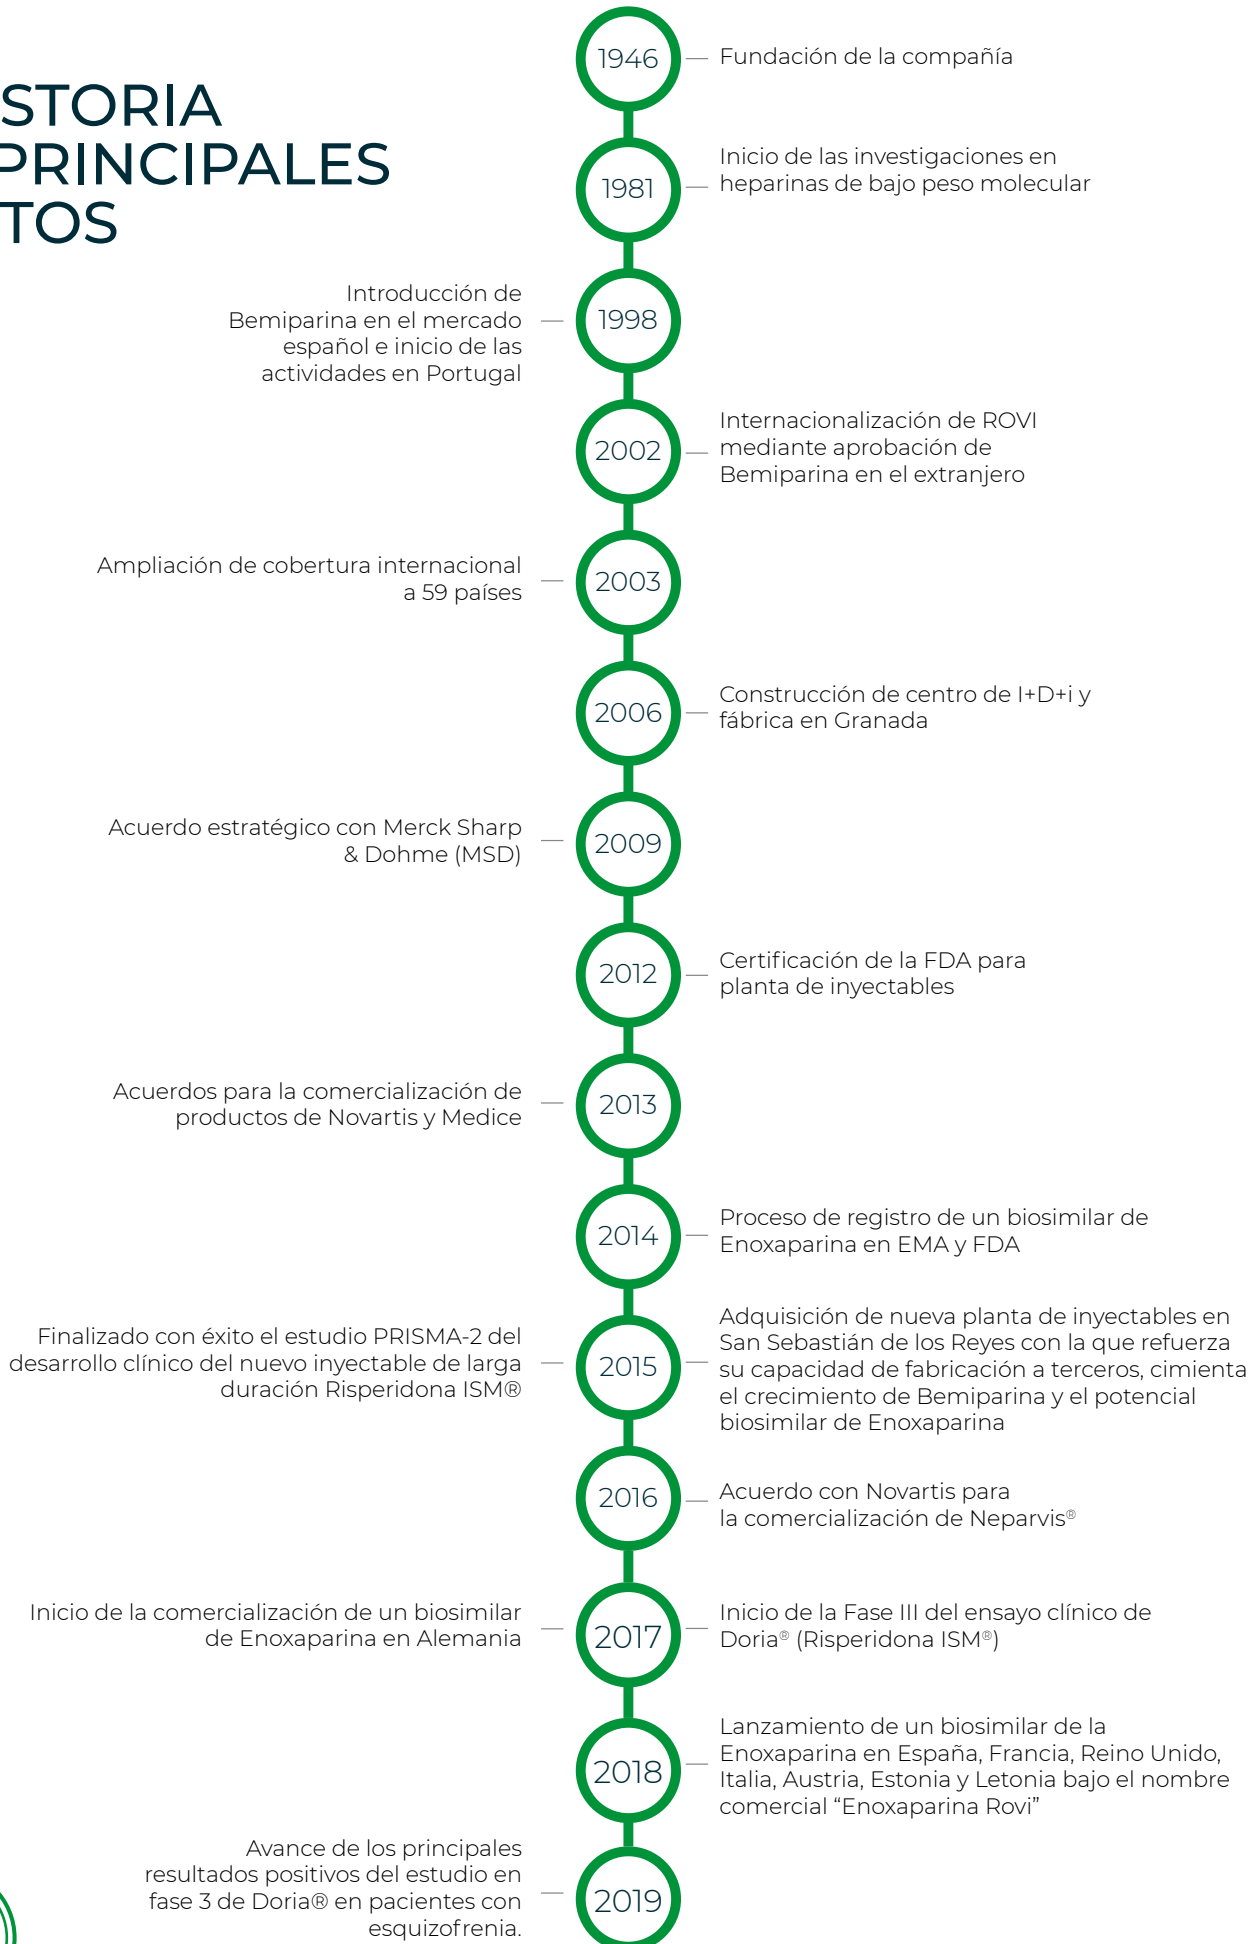 STORIA
PRINCIPALES
TOS
1946
Fundación de la compañía
1981
Inicio de las investigaciones en
heparinas de bajo peso molecular
1998
Introducción de
Bemiparina en el mercado
español e inicio de las
actividades en Portugal
2002
Internacionalización de ROVI
mediante aprobación de
Bemiparina en el extranjero
2003
Ampliación de cobertura internacional
a 59 países
2006
Construcción de centro de I+D+i y
fábrica en Granada
2009
Acuerdo estratégico con Merck Sharp
& Dohme (MSD)
2012
Certificación de la FDA para
planta de inyectables
2013
Acuerdos para la comercialización de
productos de Novartis y Medice
2014
Proceso de registro de un biosimilar de
Enoxaparina en EMA y FDA
2015
Finalizado con éxito el estudio PRISMA-2 del
desarrollo clínico del nuevo inyectable de larga
duración Risperidona ISM®
Adquisición de nueva planta de inyectables en
San Sebastián de los Reyes con la que refuerza
su capacidad de fabricación a terceros, cimienta
el crecimiento de Bemiparina y el potencial
biosimilar de Enoxaparina
2016
Acuerdo con Novartis para
la comercialización de Neparvis®
2017
Inicio de la comercialización de un biosimilar
de Enoxaparina en Alemania
Inicio de la Fase III del ensayo clínico de
Doria® (Risperidona ISM®)
2018
Lanzamiento de un biosimilar de la
Enoxaparina en España, Francia, Reino Unido,
Italia, Austria, Estonia y Letonia bajo el nombre
comercial “Enoxaparina Rovi”
2019
Avance de los principales
resultados positivos del estudio en
fase 3 de Doria® en pacientes con
esquizofrenia.